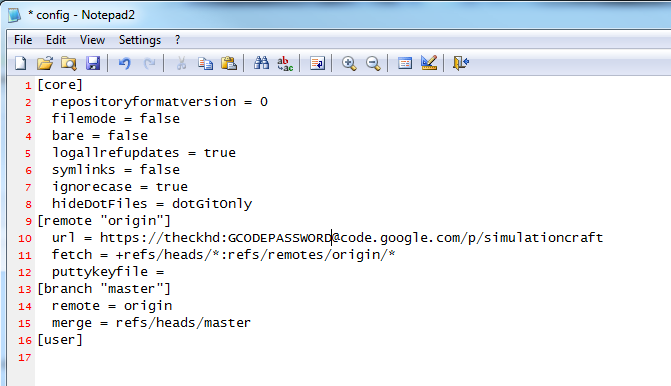 * config - Notepad2
File Edit View Settings ?
1 [core]
2 repositoryformatversion = 0
3 filemode = false
4 bare = false
5 logallrefupdates = true
6 symlinks = false
7 ignorecase = true
8 hideDotFiles = dotGitOnly
9 [remote "origin"]
10 url = https://theckhd:GCODEPASSWORD@code.google.com/p/simulationcraft
11 fetch = +refs/heads/*:refs/remotes/origin/*
12 puttykeyfile =
13 [branch "master"]
14 remote = origin
15 merge = refs/heads/master
16 [user]
17